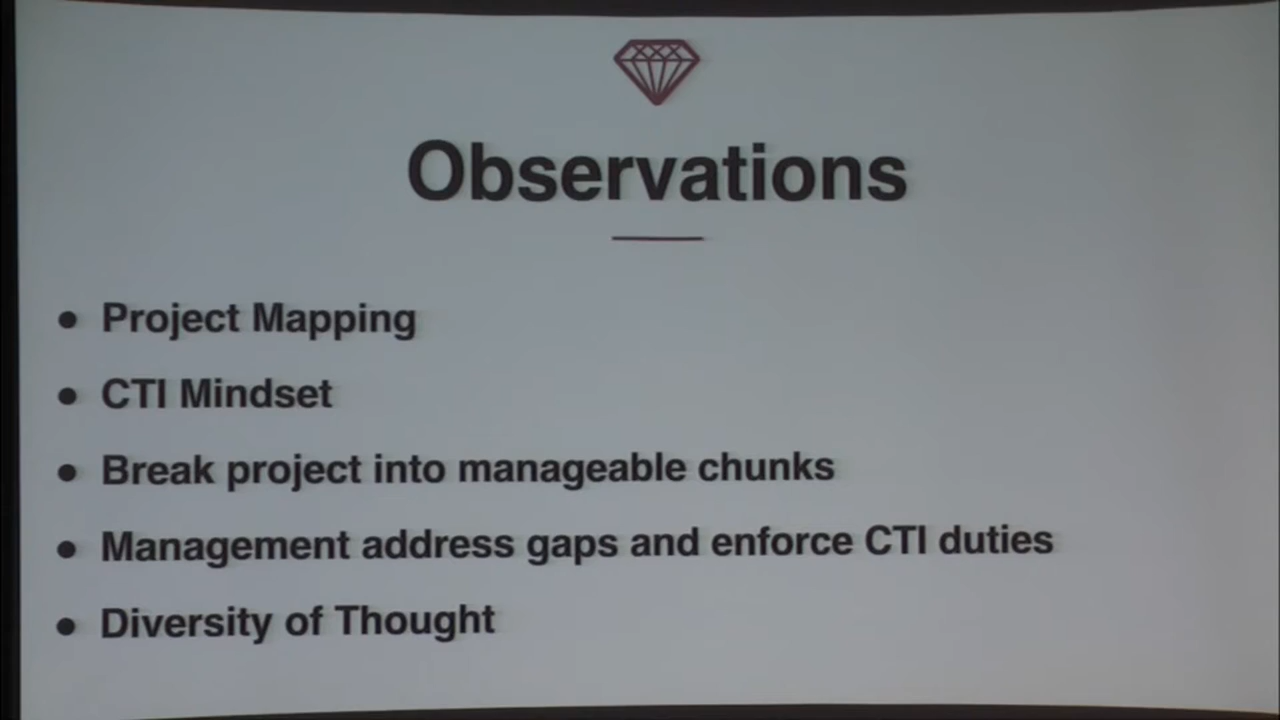 Observations
• Project Mapping
• CTI Mindset
• Break project into manageable chunks
• Management address gaps and enforce CTI duties
• Diversity of Thought